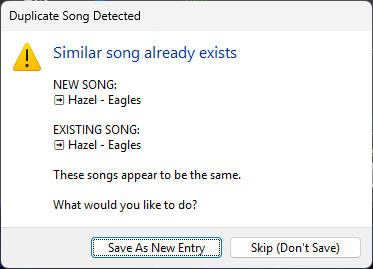 Duplicate Song Detected
Similar song already exists
NEW SONG:
Hazel - Eagles
EXISTING SONG:
Hazel - Eagles
These songs appear to be the same.
What would you like to do?
Save As New Entry
Skip (Don't Save)